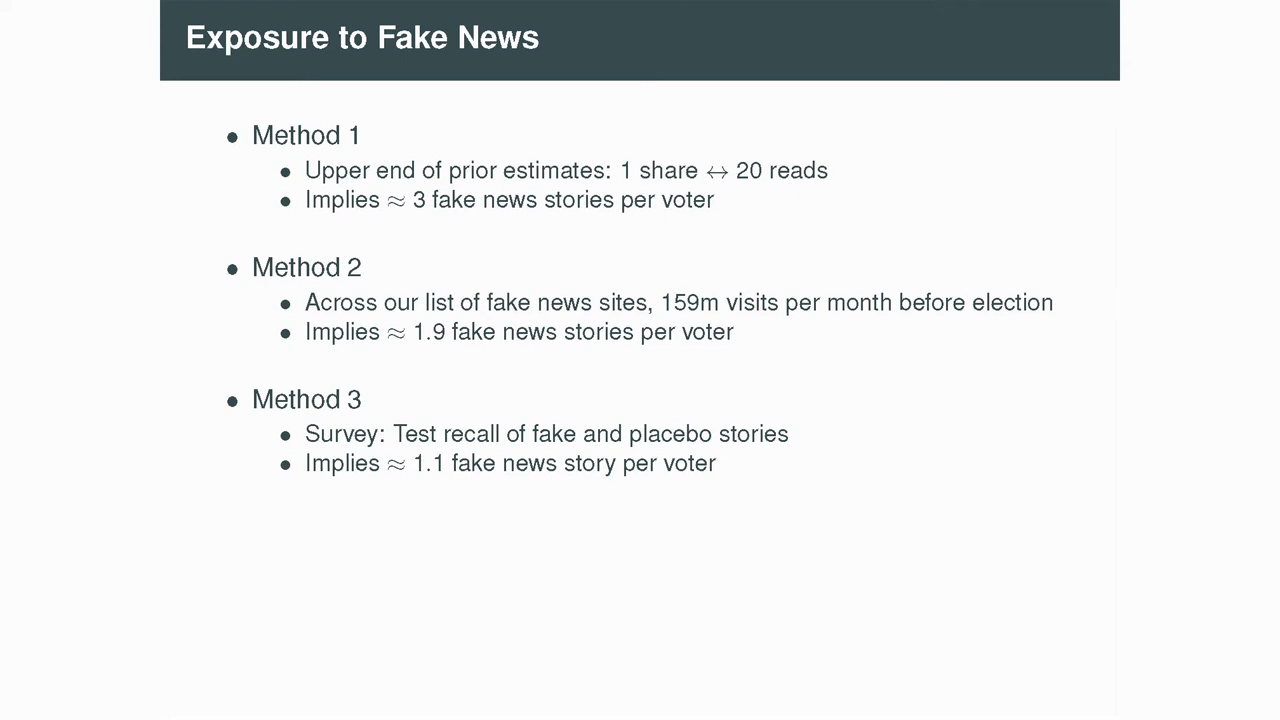 Exposure to Fake News
• Method 1
• Upper end of prior estimates: 1 share ↔ 20 reads
• Implies ≈ 3 fake news stories per voter
• Method 2
• Across our list of fake news sites, 159m visits per month before election
• Implies ≈ 1.9 fake news stories per voter
• Method 3
• Survey: Test recall of fake and placebo stories
• Implies ≈ 1.1 fake news story per voter